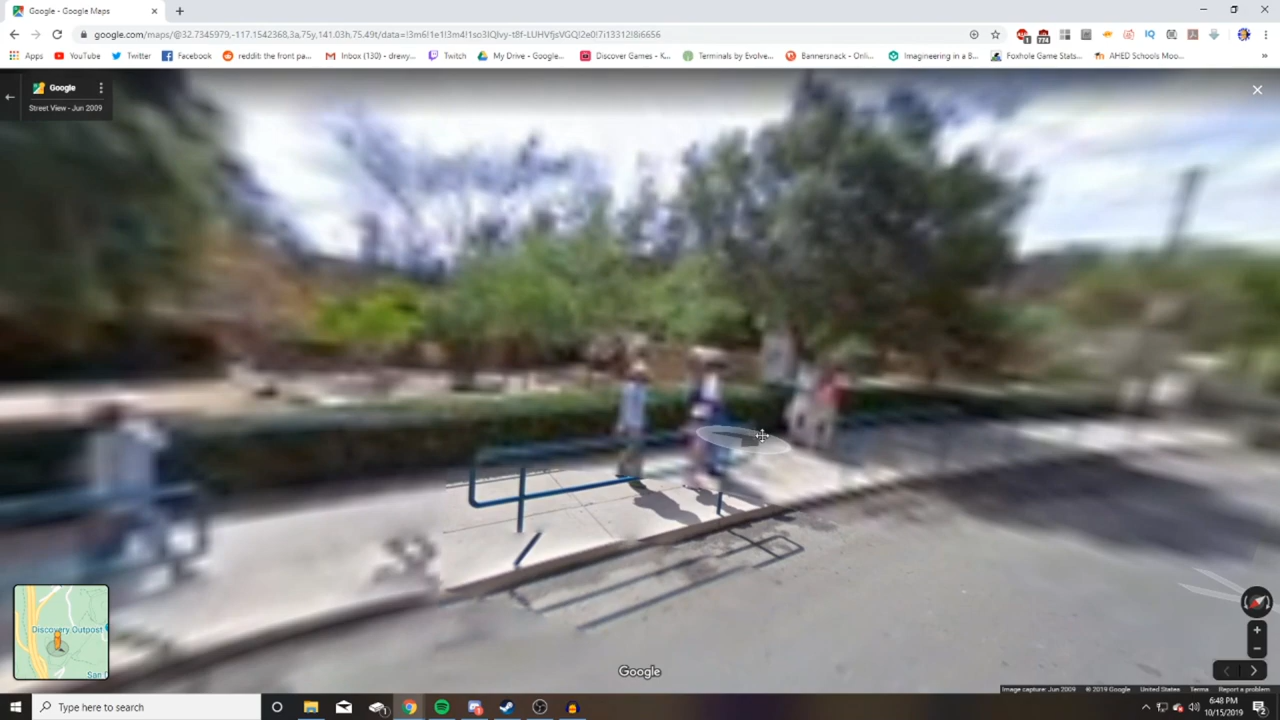 Google - Google Maps
google.com/maps/@32.7345979,-117.1542368,3a,75y,141.03h,75.49t/data=!3m6!1e1!3m4!1so3IQlvy-t8f-LUHVfjsVGQ!2e0!7i13312!8i6656
Apps YouTube Twitter Facebook reddit: the front pa... Inbox (130) - drewy... Twitch My Drive - Google... Discover Games - K... Terminals by Evolve... Bannersnack - Onli... Imagineering in a B... Foxhole Game Stats... AHED Schools Moo... »
Google
Street View - Jun 2009
Discovery Outpost
San
Google
Image capture: Jun 2009 © 2019 Google United States Terms Report a problem
Type here to search
6:48 PM
10/15/2019